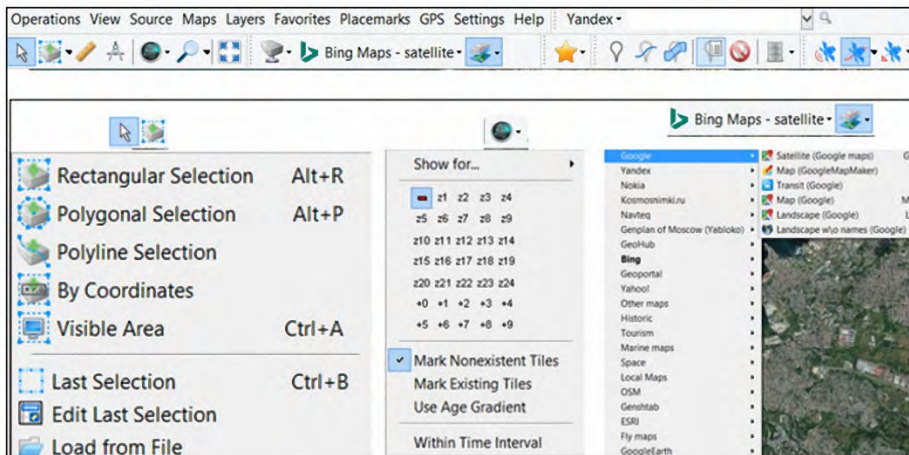 Operations View Source Maps Layers Favorites Placemarks GPS Settings Help Yandex
Bing Maps - satellite
Bing Maps - satellite
Rectangular Selection Alt+R
Polygonal Selection Alt+P
Polyline Selection
By Coordinates
Visible Area Ctrl+A
Last Selection Ctrl+B
Edit Last Selection
Load from File
Show for...
z1 z2 z3 z4
z5 z6 z7 z8 z9
z10 z11 z12 z13 z14
z15 z16 z17 z18 z19
z20 z21 z22 z23 z24
+0 +1 +2 +3 +4
+5 +6 +7 +8 +9
Mark Nonexistent Tiles
Mark Existing Tiles
Use Age Gradient
Within Time Interval
Google
Yandex
Nokia
Kosmosnimki.ru
Navteq
Genplan of Moscow (Yabloko)
GeoHub
Bing
Geoportal
Yahoo!
Other maps
Historic
Tourism
Marine maps
Space
Local Maps
OSM
Genshtab
ESRI
Fly maps
GoogleEarth
Satellite (Google maps) G
Map (GoogleMapMaker)
Transit (Google)
Map (Google) M
Landscape (Google) L
Landscape w\o names (Google)